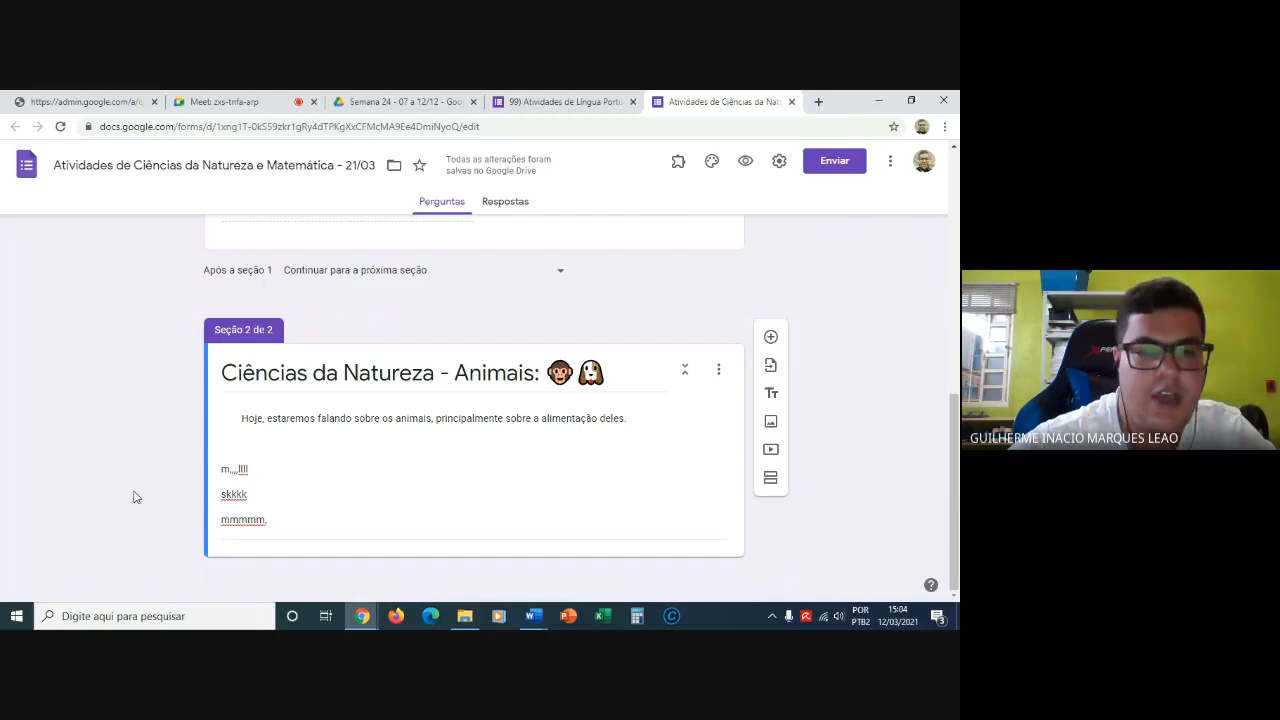 https://admin.google.com/a/c
Meet: zxs-tnfa-arp
Semana 24 - 07 a 12/12 - Goo
99) Atividades de Língua Portu
Atividades de Ciências da Nat
docs.google.com/forms/d/1xng1T-0kS59zkr1gRy4dTPKgXxCFMcMA9Ee4DmiNyoQ/edit
Atividades de Ciências da Natureza e Matemática - 21/03
Todas as alterações foram
salvas no Google Drive
Enviar
Perguntas
Respostas
Após a seção 1 Continuar para a próxima seção
Seção 2 de 2
Ciências da Natureza - Animais: 🐵 🐶
Hoje, estaremos falando sobre os animais, principalmente sobre a alimentação deles.
m,,,,llll
skkkk
mmmmm,
GUILHERME INACIO MARQUES LEAO
Digite aqui para pesquisar
POR
PTB2
15:04
12/03/2021
3